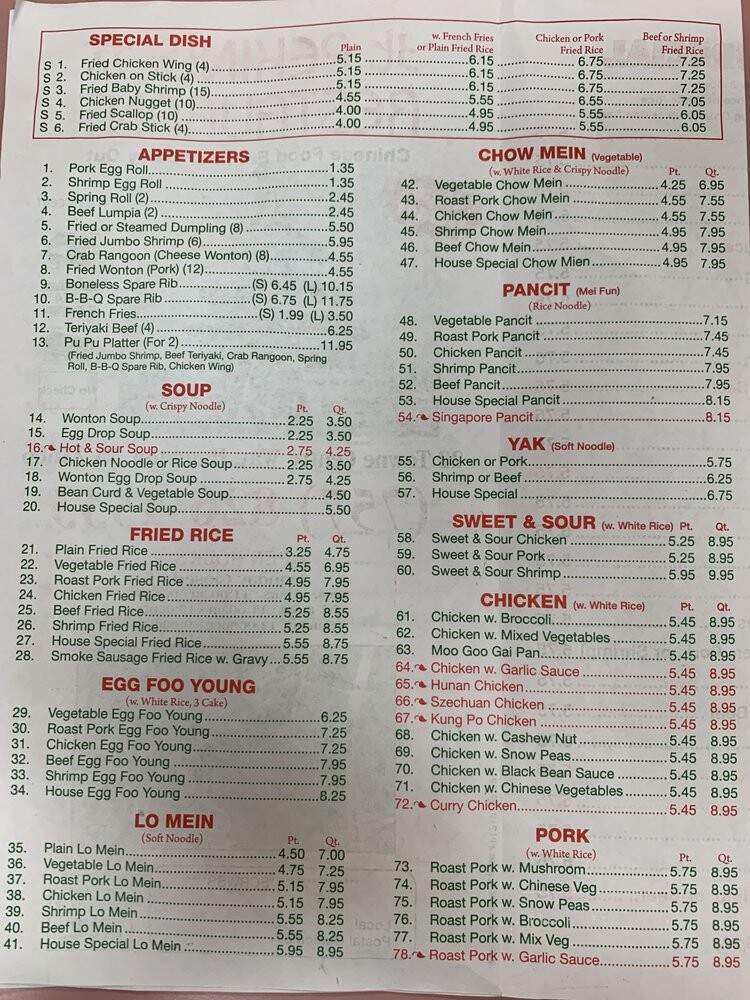 SPECIAL DISH
Plain
w. French Fries
or Plain Fried Rice
Chicken or Pork
Fried Rice
Beef or Shrimp
Fried Rice
S 1. Fried Chicken Wing (4) 5.15 6.15 6.75 7.25
S 2. Chicken on Stick (4) 5.15 6.15 6.75 7.25
S 3. Fried Baby Shrimp (15) 5.15 6.15 6.75 7.25
S 4. Chicken Nugget (10) 4.55 5.55 6.55 7.05
S 5. Fried Scallop (10) 4.00 4.95 5.55 6.05
S 6. Fried Crab Stick (4) 4.00 4.95 5.55 6.05
APPETIZERS
1. Pork Egg Roll 1.35
2. Shrimp Egg Roll 1.35
3. Spring Roll (2) 2.45
4. Beef Lumpia (2) 2.45
5. Fried or Steamed Dumpling (8) 5.50
6. Fried Jumbo Shrimp (6) 5.95
7. Crab Rangoon (Cheese Wonton) (8) 4.55
8. Fried Wonton (Pork) (12) 4.55
9. Boneless Spare Rib (S) 6.45 (L) 10.15
10. B-B-Q Spare Rib (S) 6.75 (L) 11.75
11. French Fries (S) 1.99 (L) 3.50
12. Teriyaki Beef (4) 6.25
13. Pu Pu Platter (For 2) 11.95
(Fried Jumbo Shrimp, Beef Teriyaki, Crab Rangoon, Spring
Roll, B-B-Q Spare Rib, Chicken Wing)
SOUP
(w. Crispy Noodle) Pt. Qt.
14. Wonton Soup 2.25 3.50
15. Egg Drop Soup 2.25 3.50
16. Hot & Sour Soup 2.75 4.25
17. Chicken Noodle or Rice Soup 2.25 3.50
18. Wonton Egg Drop Soup 2.75 4.25
19. Bean Curd & Vegetable Soup 4.50
20. House Special Soup 5.50
FRIED RICE Pt. Qt.
21. Plain Fried Rice 3.25 4.75
22. Vegetable Fried Rice 4.55 6.95
23. Roast Pork Fried Rice 4.95 7.95
24. Chicken Fried Rice 4.95 7.95
25. Beef Fried Rice 5.25 8.55
26. Shrimp Fried Rice 5.25 8.55
27. House Special Fried Rice 5.55 8.75
28. Smoke Sausage Fried Rice w. Gravy 5.55 8.75
EGG FOO YOUNG
(w. White Rice, 3 Cake)
29. Vegetable Egg Foo Young 6.25
30. Roast Pork Egg Foo Young 7.25
31. Chicken Egg Foo Young 7.25
32. Beef Egg Foo Young 7.95
33. Shrimp Egg Foo Young 7.95
34. House Egg Foo Young 8.25
LO MEIN
(Soft Noodle) Pt. Qt.
35. Plain Lo Mein 4.50 7.00
36. Vegetable Lo Mein 4.75 7.25
37. Roast Pork Lo Mein 5.15 7.95
38. Chicken Lo Mein 5.15 7.95
39. Shrimp Lo Mein 5.55 8.25
40. Beef Lo Mein 5.55 8.25
41. House Special Lo Mein 5.95 8.95
CHOW MEIN (Vegetable)
(w. White Rice & Crispy Noodle) Pt. Qt.
42. Vegetable Chow Mein 4.25 6.95
43. Roast Pork Chow Mein 4.55 7.55
44. Chicken Chow Mein 4.55 7.55
45. Shrimp Chow Mein 4.95 7.95
46. Beef Chow Mein 4.95 7.95
47. House Special Chow Mien 4.95 7.95
PANCIT (Mei Fun)
(Rice Noodle)
48. Vegetable Pancit 7.15
49. Roast Pork Pancit 7.45
50. Chicken Pancit 7.45
51. Shrimp Pancit 7.95
52. Beef Pancit 7.95
53. House Special Pancit 8.15
54. Singapore Pancit 8.15
YAK (Soft Noodle)
55. Chicken or Pork 5.75
56. Shrimp or Beef 6.25
57. House Special 6.75
SWEET & SOUR (w. White Rice) Pt. Qt.
58. Sweet & Sour Chicken 5.25 8.95
59. Sweet & Sour Pork 5.25 8.95
60. Sweet & Sour Shrimp 5.95 9.95
CHICKEN (w. White Rice) Pt. Qt.
61. Chicken w. Broccoli 5.45 8.95
62. Chicken w. Mixed Vegetables 5.45 8.95
63. Moo Goo Gai Pan 5.45 8.95
64. Chicken w. Garlic Sauce 5.45 8.95
65. Hunan Chicken 5.45 8.95
66. Szechuan Chicken 5.45 8.95
67. Kung Po Chicken 5.45 8.95
68. Chicken w. Cashew Nut 5.45 8.95
69. Chicken w. Snow Peas 5.45 8.95
70. Chicken w. Black Bean Sauce 5.45 8.95
71. Chicken w. Chinese Vegetables 5.45 8.95
72. Curry Chicken 5.45 8.95
PORK
(w. White Rice) Pt. Qt.
73. Roast Pork w. Mushroom 5.75 8.95
74. Roast Pork w. Chinese Veg 5.75 8.95
75. Roast Pork w. Snow Peas 5.75 8.95
76. Roast Pork w. Broccoli 5.75 8.95
77. Roast Pork w. Mix Veg 5.75 8.95
78. Roast Pork w. Garlic Sauce 5.75 8.95